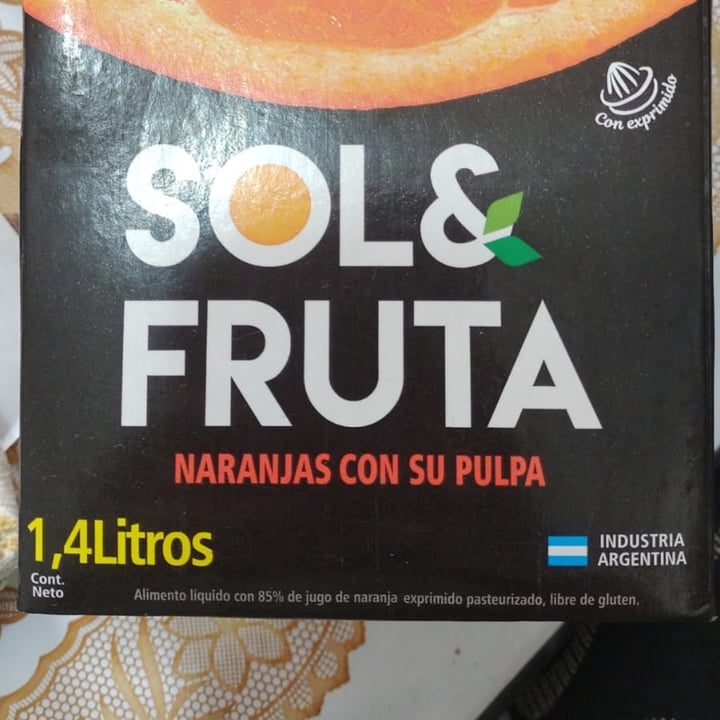 Con exprimido
SOL&
FRUTA
NARANJAS CON SU PULPA
1,4Litros
Cont.
Neto
INDUSTRIA
ARGENTINA
Alimento líquido con 85% de jugo de naranja exprimido pasteurizado, libre de gluten.